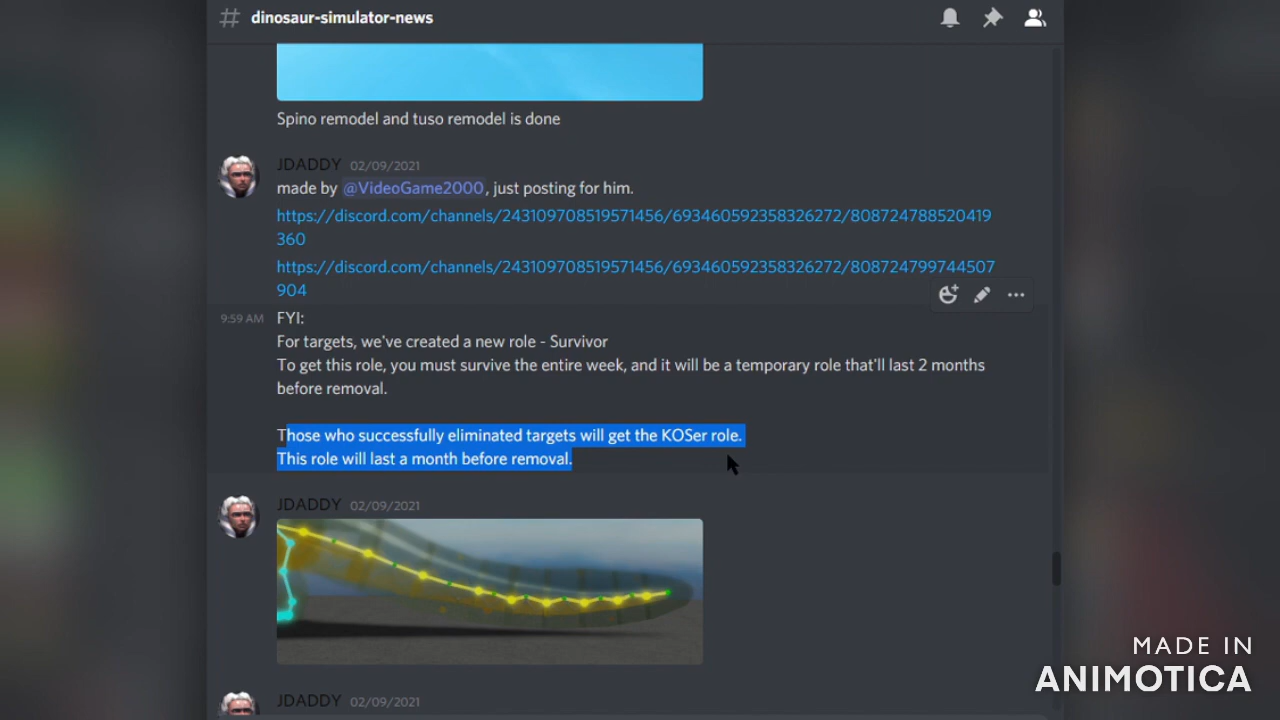 # dinosaur-simulator-news
Spino remodel and tuso remodel is done
JDADDY 02/09/2021
made by @VideoGame2000, just posting for him.
https://discord.com/channels/243109708519571456/693460592358326272/808724788520419
360
https://discord.com/channels/243109708519571456/693460592358326272/808724799744507
904
9:59 AM FYI:
For targets, we've created a new role - Survivor
To get this role, you must survive the entire week, and it will be a temporary role that'll last 2 months
before removal.
Those who successfully eliminated targets will get the KOSer role.
This role will last a month before removal.
JDADDY 02/09/2021
JDADDY 02/09/2021
MADE IN
ANIMOTICA